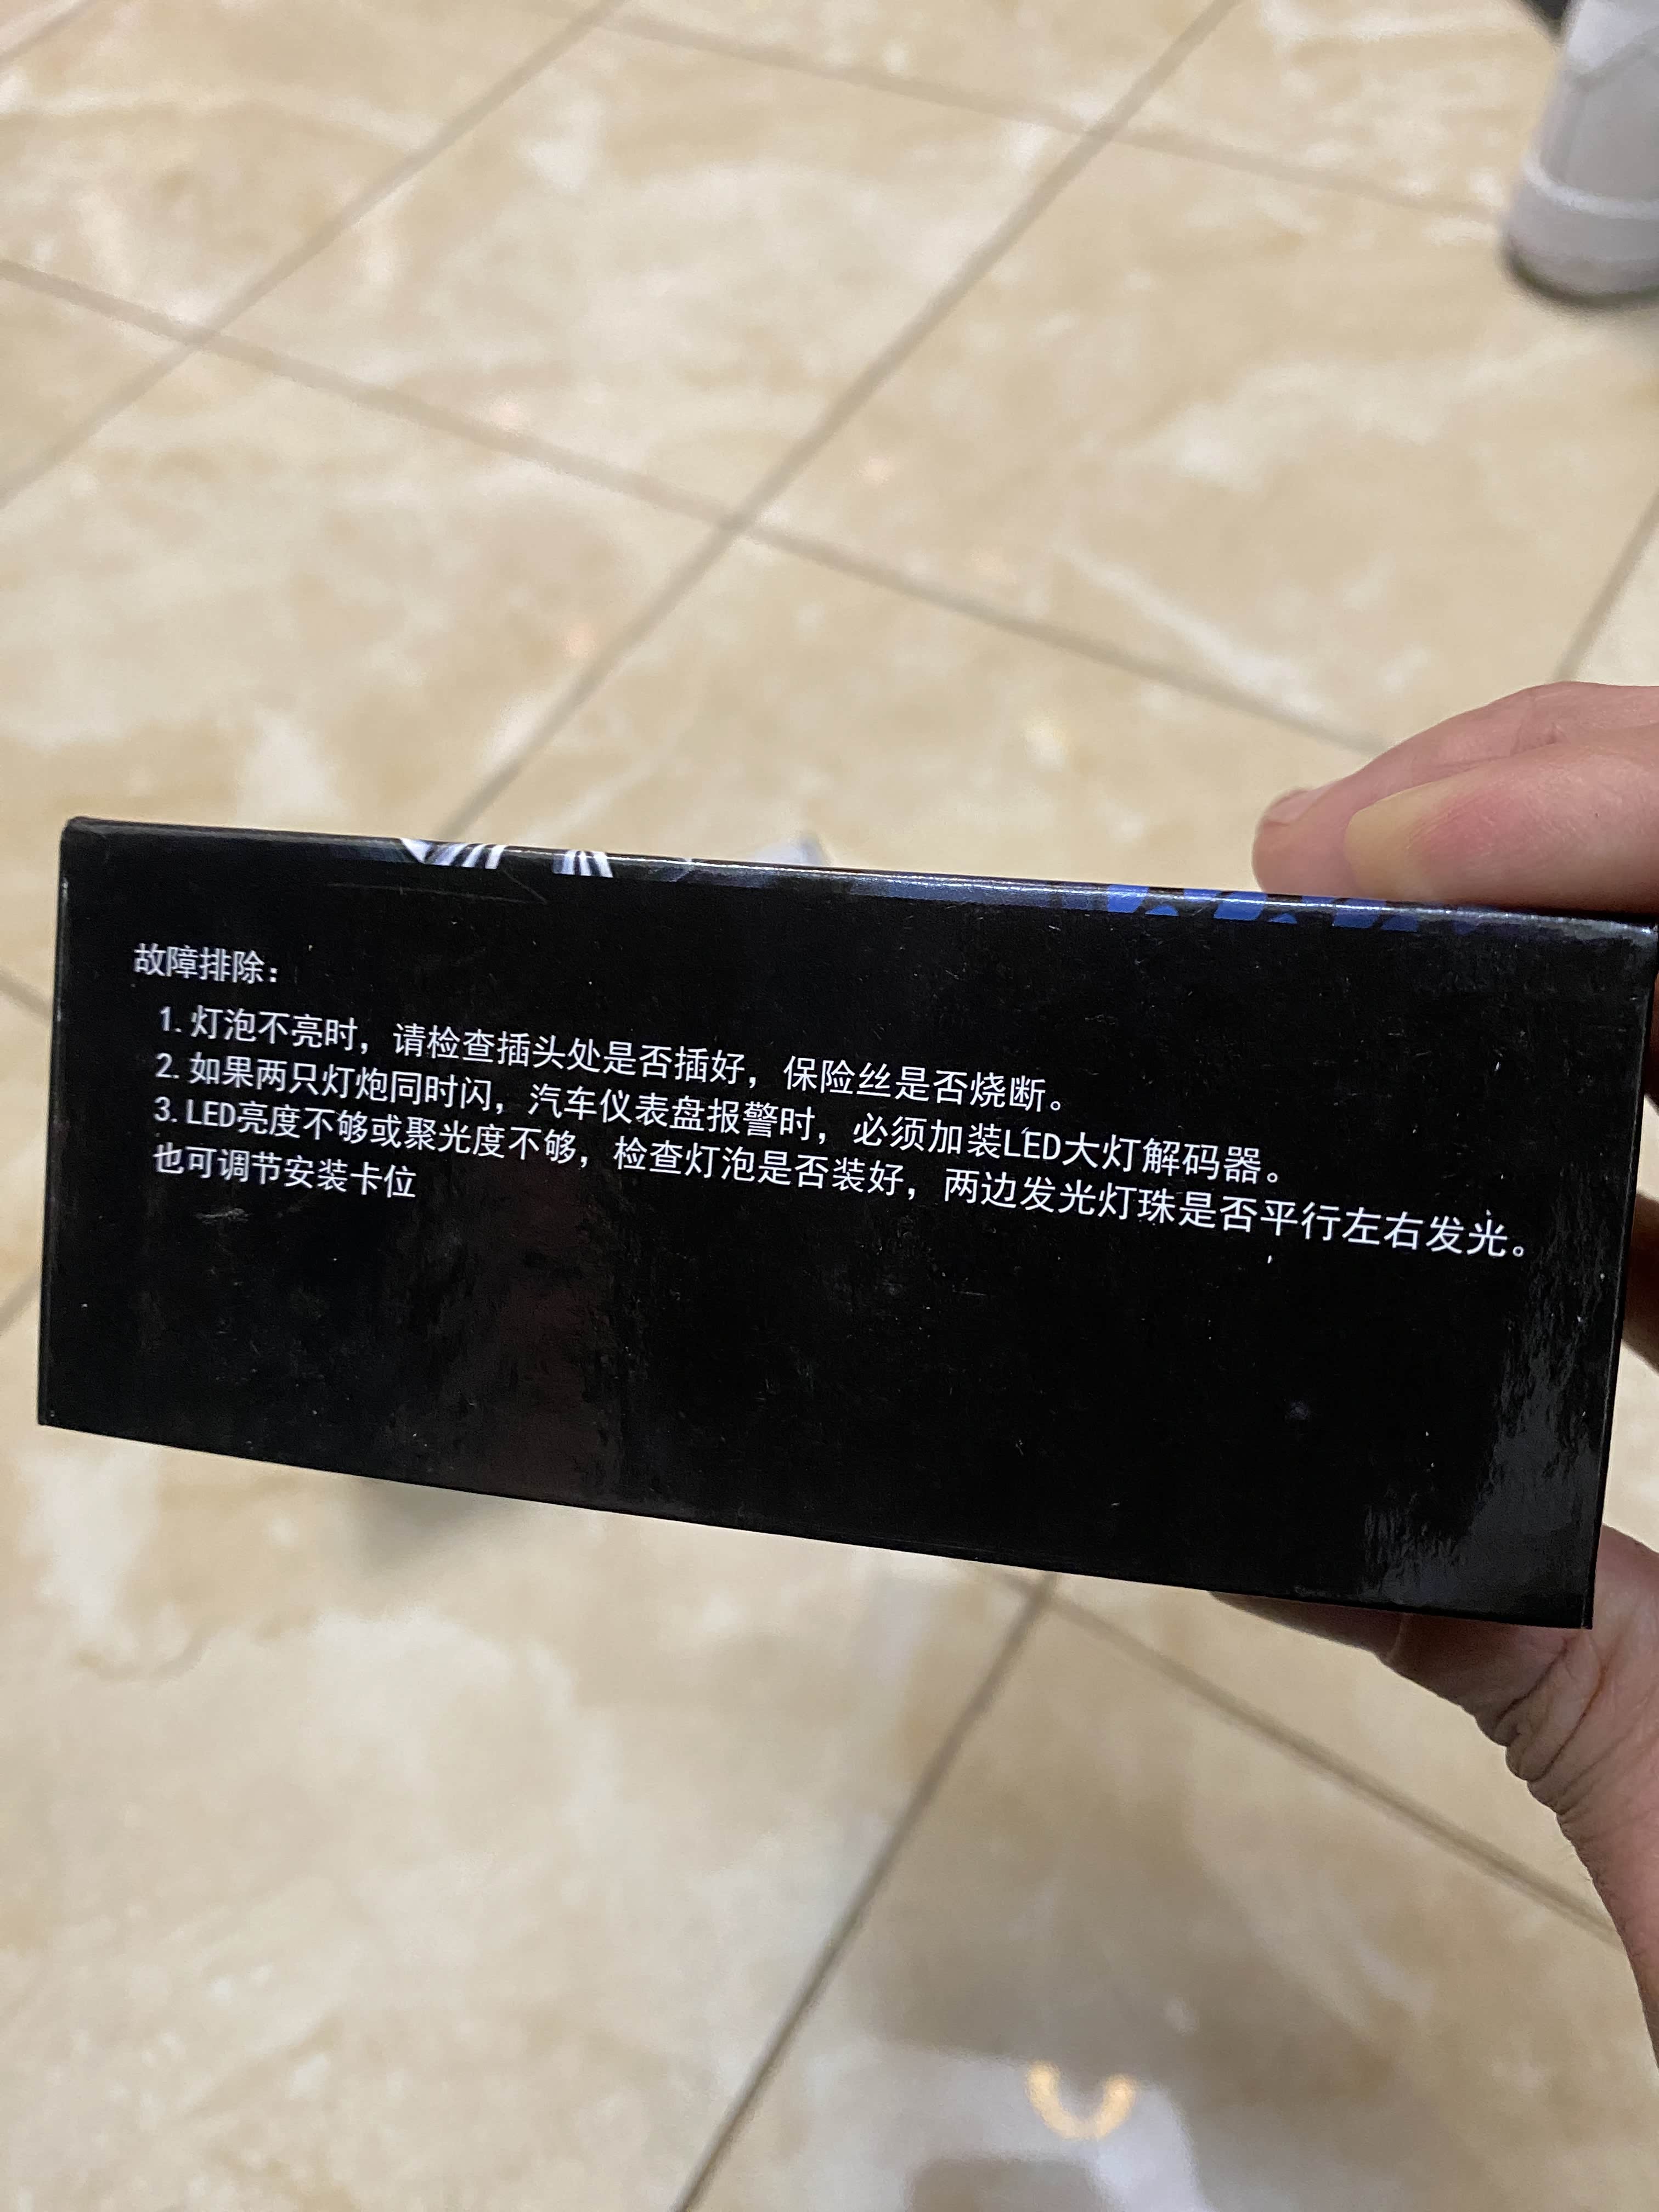 故障排除：
1. 灯泡不亮时，请检查插头处是否插好，保险丝是否烧断。
2. 如果两只灯炮同时闪，汽车仪表盘报警时，必须加装LED大灯解码器。
3. LED亮度不够或聚光度不够，检查灯泡是否装好，两边发光灯珠是否平行左右发光。
也可调节安装卡位